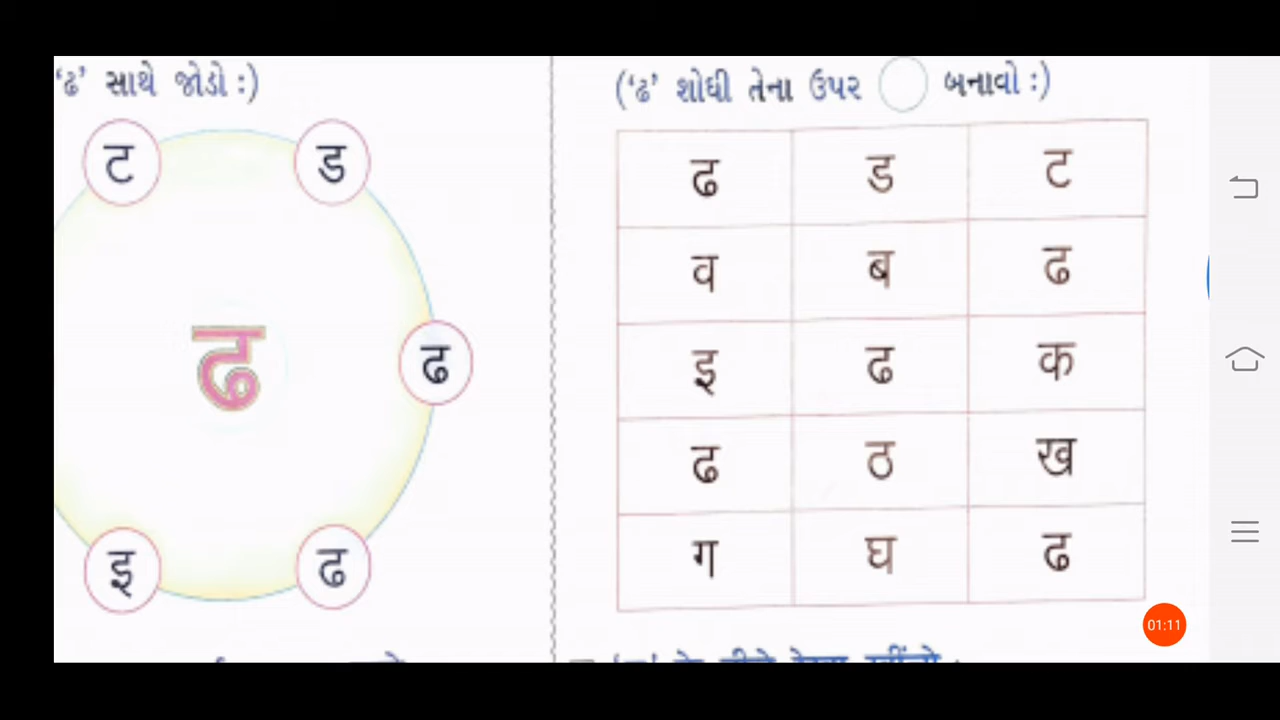 ‘ઢ’ સાથે જોડો :)
ट ड
ढ
ढ
इ ढ
(‘ઢ’ શોધી તેના ઉપર બનાવો :)
ढ ड ट
व ब ढ
इ ढ क
ढ ठ ख
ग घ ढ
01:11